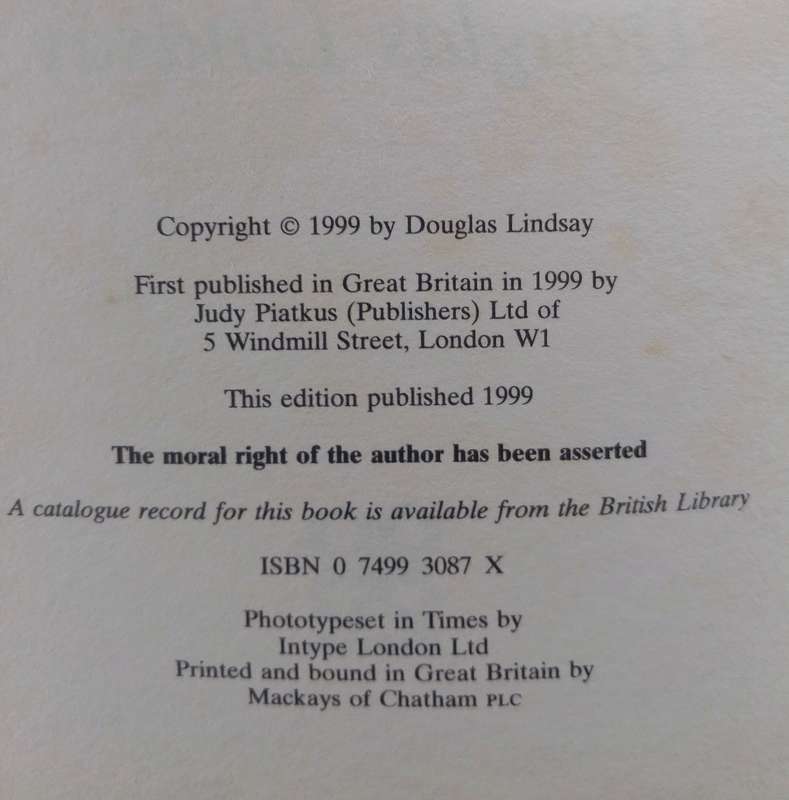 Copyright © 1999 by Douglas Lindsay
First published in Great Britain in 1999 by
Judy Piatkus (Publishers) Ltd of
5 Windmill Street, London W1
This edition published 1999
The moral right of the author has been asserted
A catalogue record for this book is available from the British Library
ISBN 0 7499 3087 X
Phototypeset in Times by
Intype London Ltd
Printed and bound in Great Britain by
Mackays of Chatham PLC